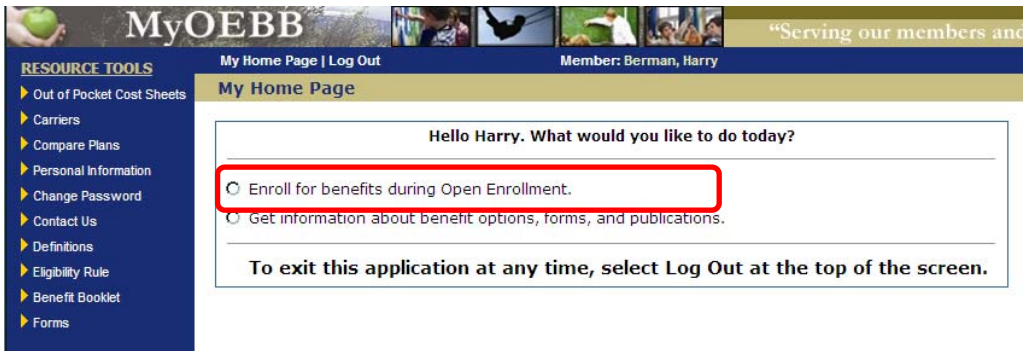 MyOEBB
“Serving our members and
RESOURCE TOOLS
Out of Pocket Cost Sheets
Carriers
Compare Plans
Personal Information
Change Password
Contact Us
Definitions
Eligibility Rule
Benefit Booklet
Forms
My Home Page | Log Out
Member: Berman, Harry
My Home Page
Hello Harry. What would you like to do today?
Enroll for benefits during Open Enrollment.
Get information about benefit options, forms, and publications.
To exit this application at any time, select Log Out at the top of the screen.